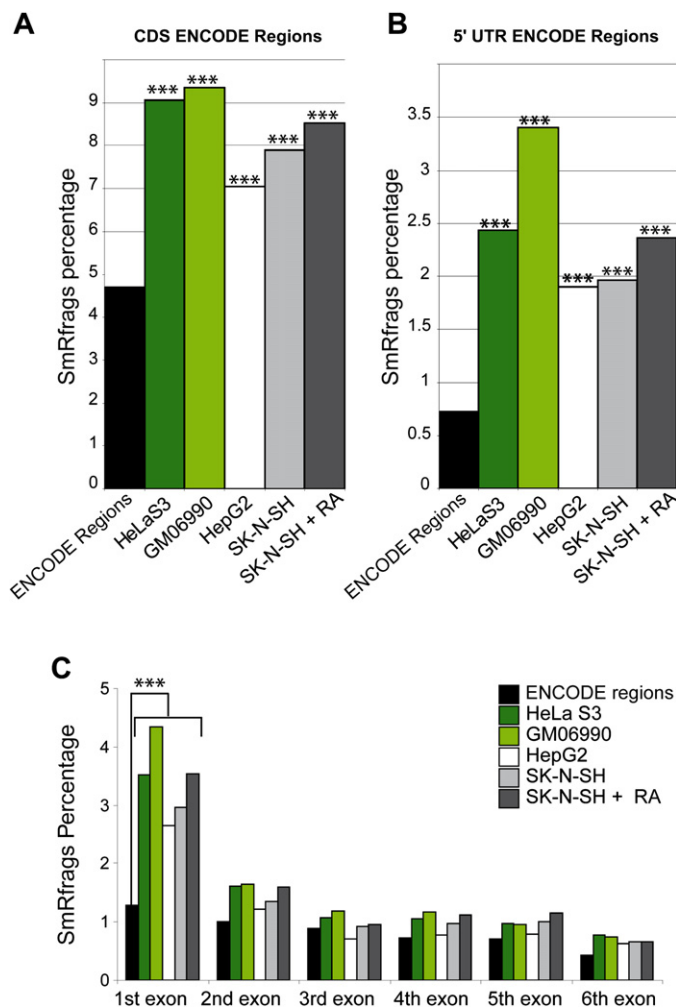 A
CDS ENCODE Regions
SmRfrags percentage
9
8
7
6
5
4
3
2
1
0
***
***
***
***
***
ENCODE Regions
HeLaS3
GM06990
HepG2
SK-N-SH
SK-N-SH + RA
B
5' UTR ENCODE Regions
SmRfrags percentage
3.5
3
2.5
2
1.5
1
0.5
0
***
***
***
***
***
ENCODE Regions
HeLaS3
GM06990
HepG2
SK-N-SH
SK-N-SH + RA
C
SmRfrags Percentage
5
4
3
2
1
0
***
ENCODE regions
HeLa S3
GM06990
HepG2
SK-N-SH
SK-N-SH + RA
1st exon
2nd exon
3rd exon
4th exon
5th exon
6th exon